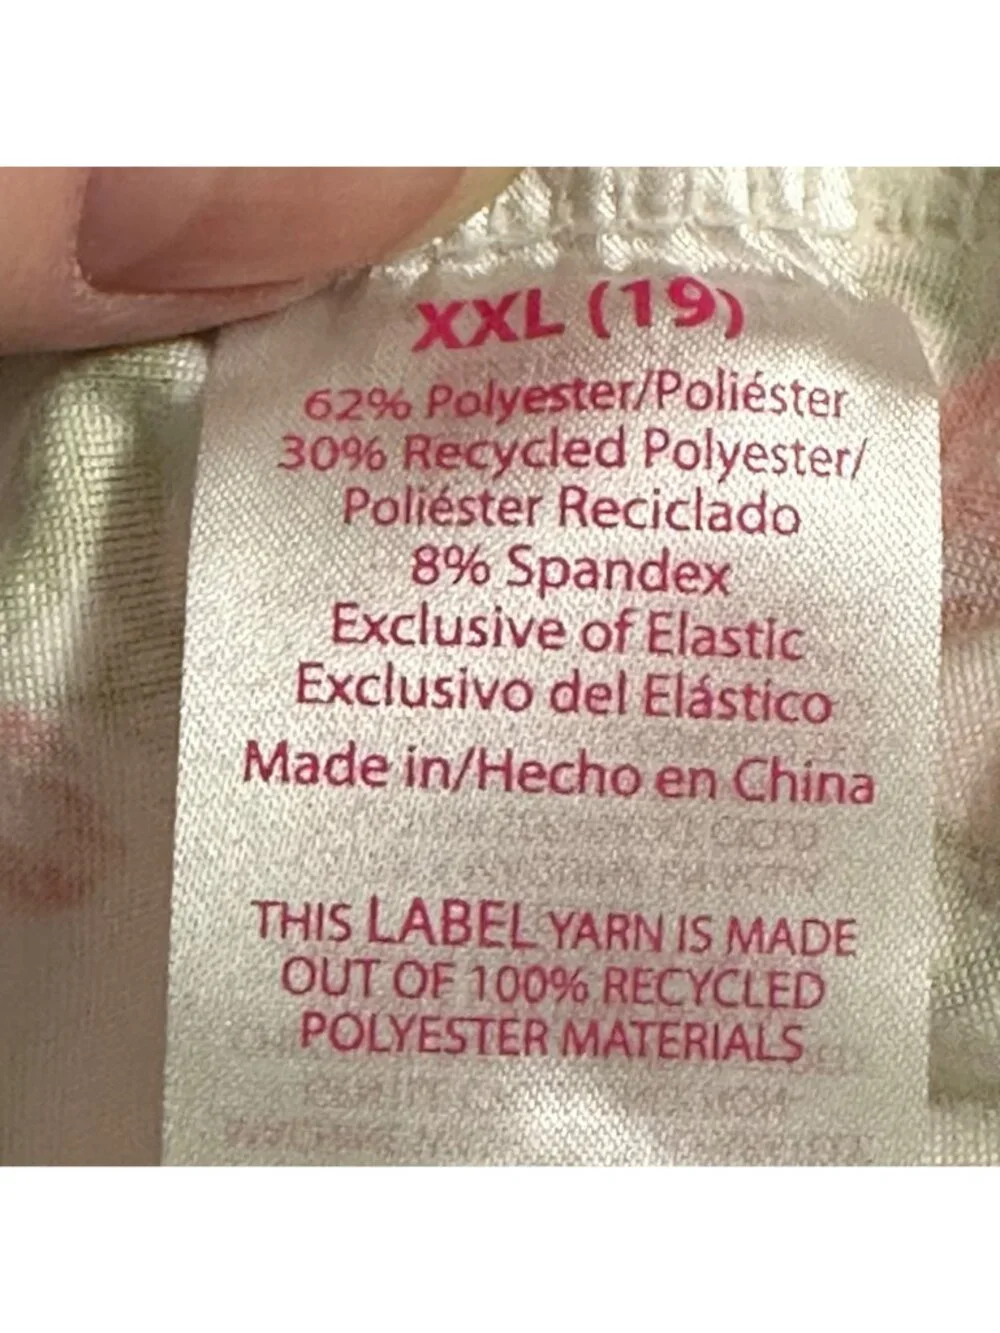 XXL (19)
62% Polyester/Poliéster
30% Recycled Polyester/
Poliéster Reciclado
8% Spandex
Exclusive of Elastic
Exclusivo del Elástico
Made in/Hecho en China
THIS LABEL YARN IS MADE
OUT OF 100% RECYCLED
POLYESTER MATERIALS